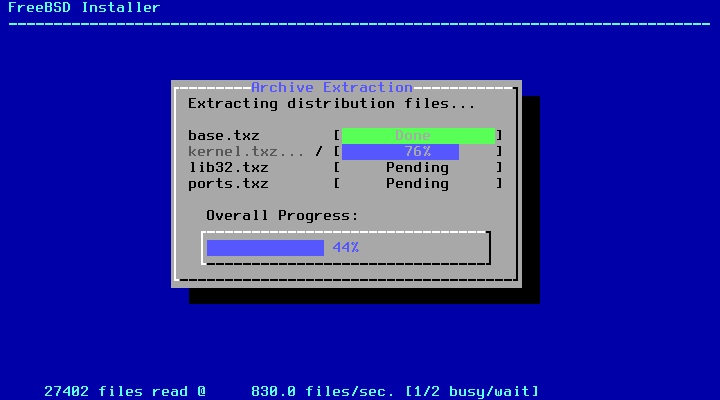 FreeBSD Installer
Archive Extraction
Extracting distribution files...
base.txz [ Done ]
kernel.txz... / [ 76% ]
lib32.txz [ Pending ]
ports.txz [ Pending ]
Overall Progress:
44%
27402 files read @ 830.0 files/sec. [1/2 busy/wait]